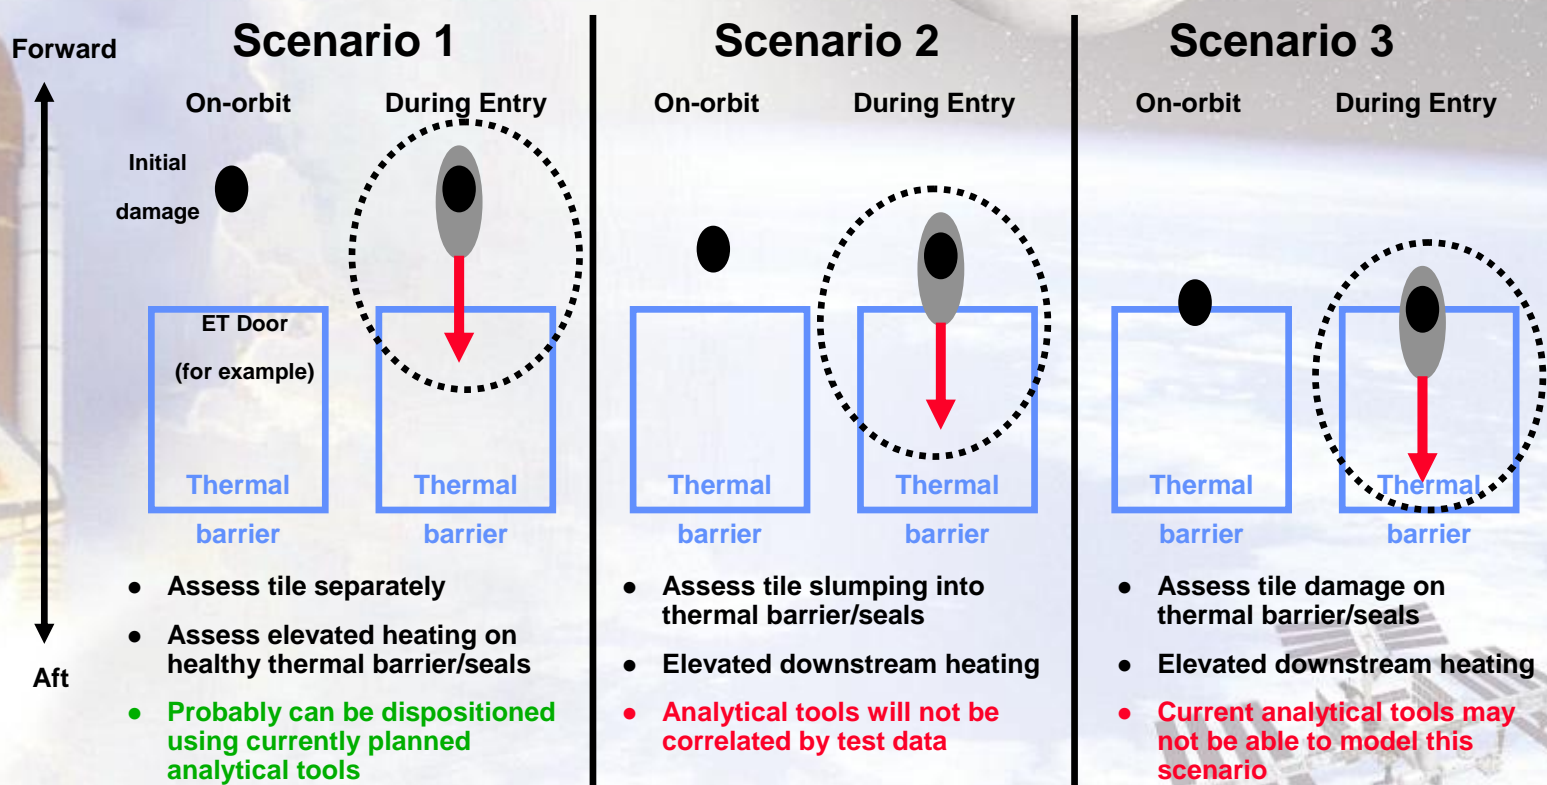 Forward
Aft
Scenario 1
On-orbit
During Entry
Initial
damage
ET Door
(for example)
Thermal
barrier
Thermal
barrier
● Assess tile separately
● Assess elevated heating on
healthy thermal barrier/seals
● Probably can be dispositioned
using currently planned
analytical tools
Scenario 2
On-orbit
During Entry
Thermal
barrier
Thermal
barrier
● Assess tile slumping into
thermal barrier/seals
● Elevated downstream heating
● Analytical tools will not be
correlated by test data
Scenario 3
On-orbit
During Entry
Thermal
barrier
Thermal
barrier
● Assess tile damage on
thermal barrier/seals
● Elevated downstream heating
● Current analytical tools may
not be able to model this
scenario